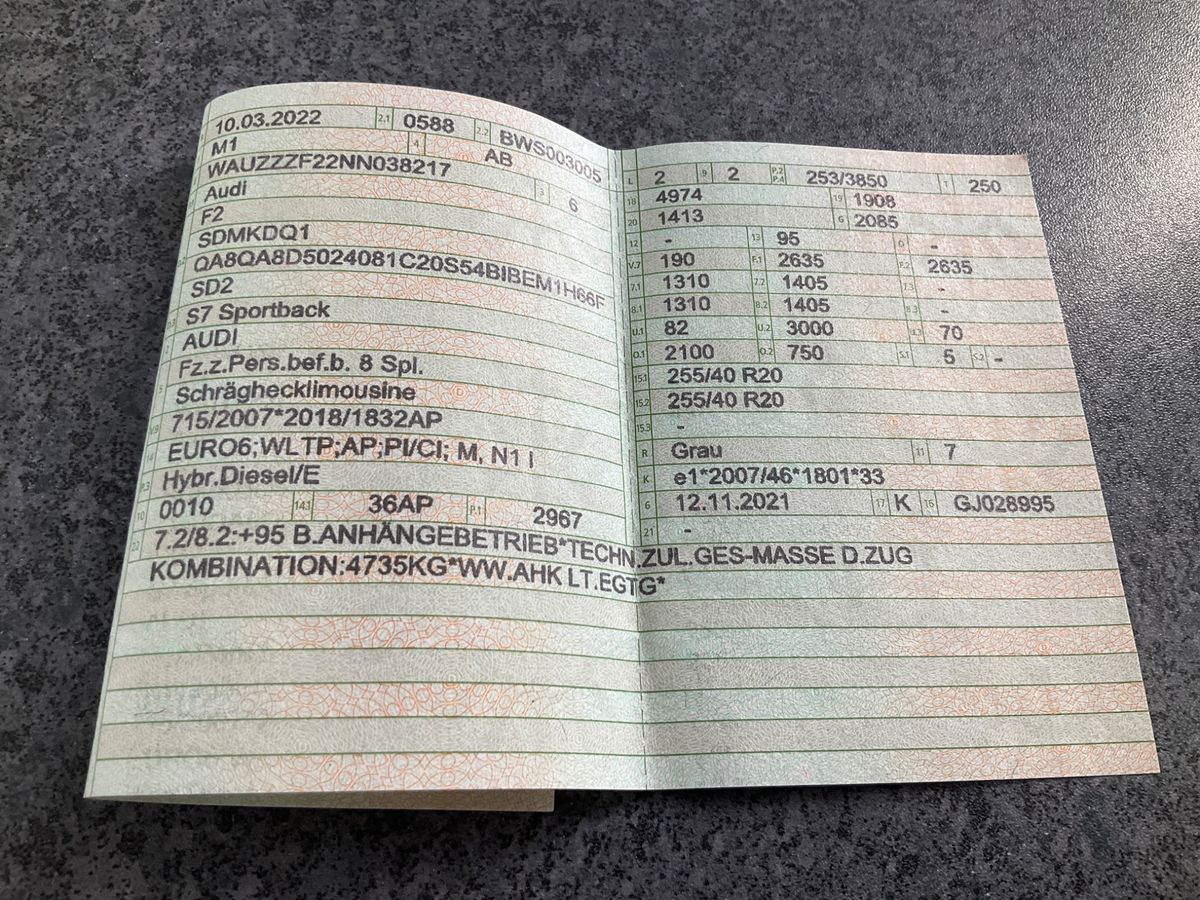 10.03.2022 2.1 0588 2.2 BWS003005
M1 4 AB
WAUZZZF22NN038217 3 6
Audi
F2
SDMKDQ1
QA8QA8D5024081C20S54BIBEM1H66F
SD2
S7 Sportback
AUDI
Fz.z.Pers.bef.b. 8 Spl.
Schräghecklimousine
715/2007*2018/1832AP
EURO6;WLTP;AP;PI/CI; M, N1 I
P.3 Hybr.Diesel/E
10 0010 14.1 36AP P.1 2967
L 2 9 2 P.2 P.4 253/3850 T 250
18 4974 19 1908
20 1413 G 2085
12 - 13 95 Q -
V.7 190 F.1 2635 F.2 2635
7.1 1310 7.2 1405 7.3 -
8.1 1310 8.2 1405 8.3 -
U.1 82 U.2 3000 U.3 70
O.1 2100 O.2 750 S.1 5 S.2 -
15.1 255/40 R20
15.2 255/40 R20
15.3 -
R Grau 11 7
K e1*2007/46*1801*33
6 12.11.2021 17 K 16 GJ028995
21 -
22 7.2/8.2:+95 B.ANHÄNGEBETRIEB*TECHN.ZUL.GES-MASSE D.ZUG
KOMBINATION:4735KG*WW.AHK LT.EGTG*